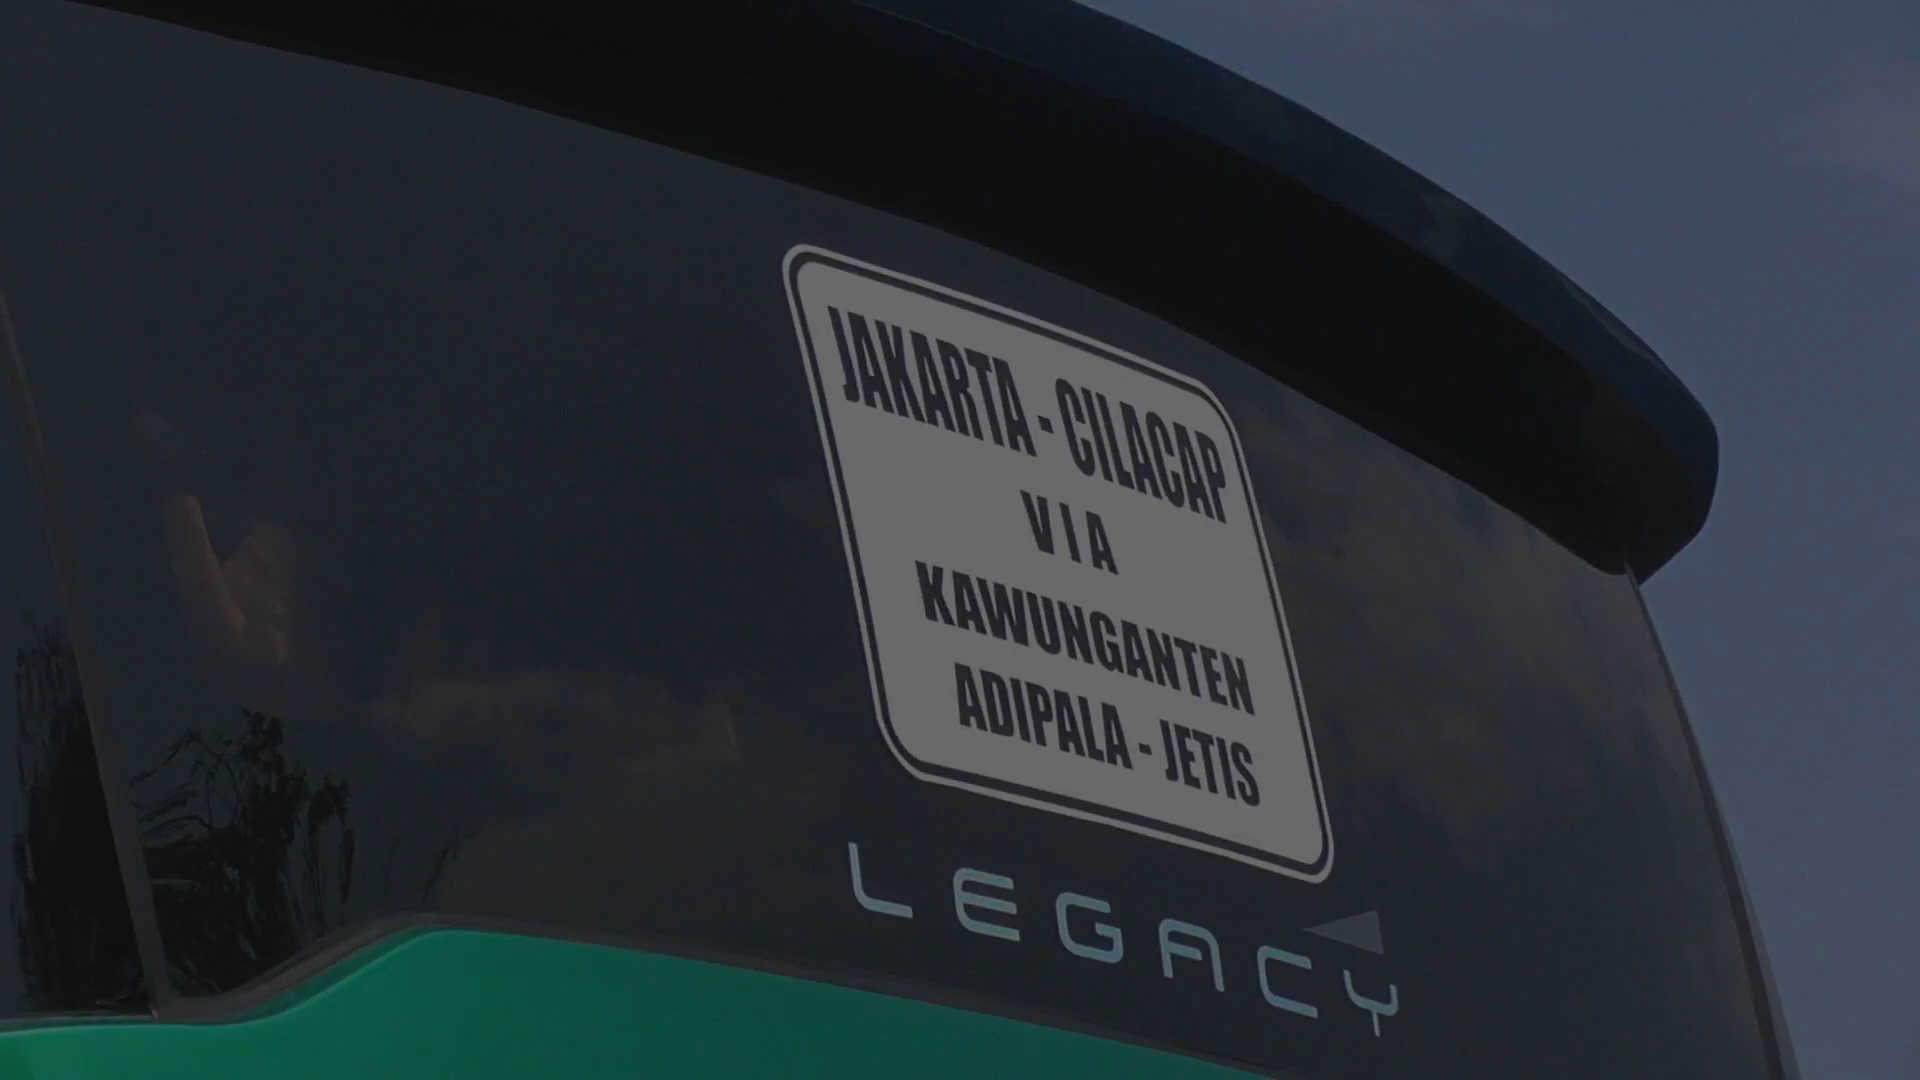 JAKARTA - CILACAP
VIA
KAWUNGANTEN
ADIPALA - JETIS
LEGACY